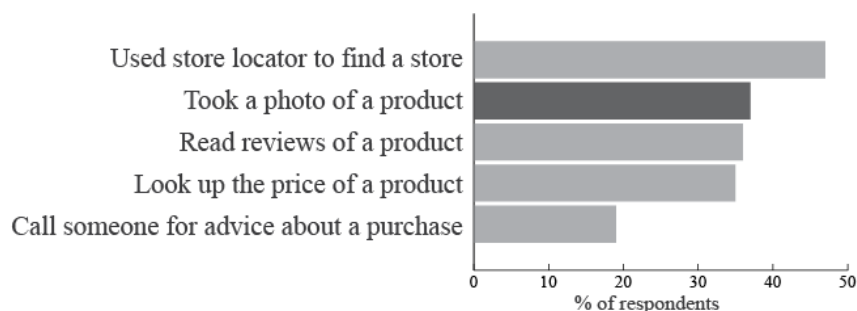 Used store locator to find a store
Took a photo of a product
Read reviews of a product
Look up the price of a product
Call someone for advice about a purchase
0 10 20 30 40 50
% of respondents